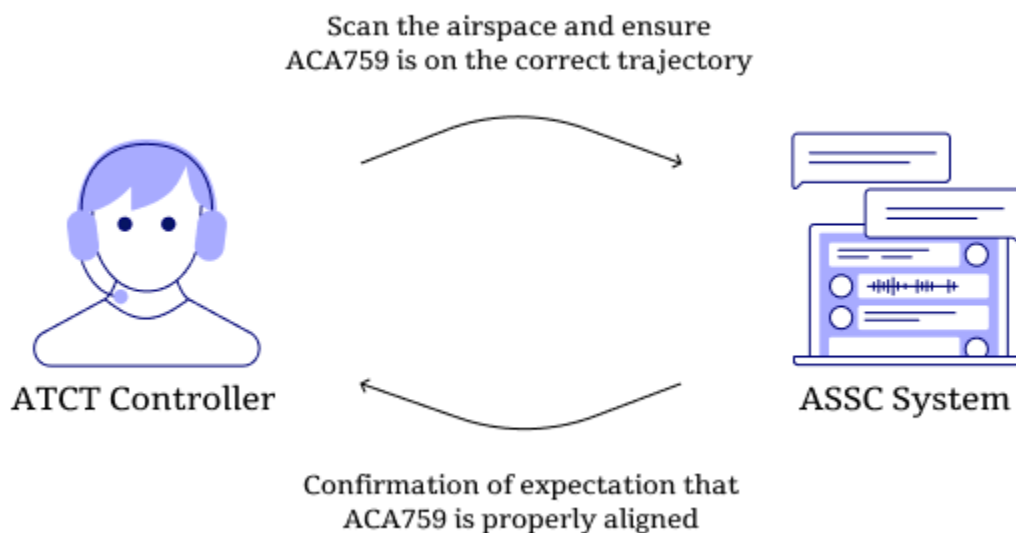 Scan the airspace and ensure
ACA759 is on the correct trajectory
ATCT Controller
ASSC System
Confirmation of expectation that
ACA759 is properly aligned